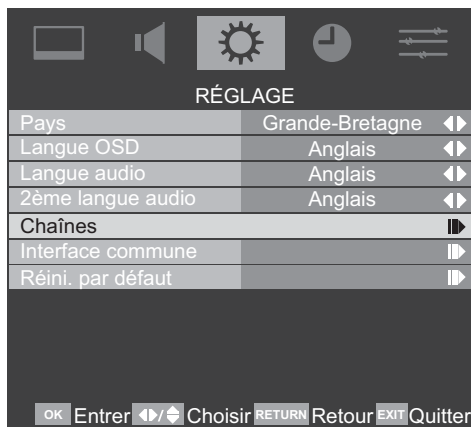 RÉGLAGE
Pays Grande-Bretagne
Langue OSD Anglais
Langue audio Anglais
2ème langue audio Anglais
Chaînes
Interface commune
Réini. par défaut
OK Entrer / Choisir RETURN Retour EXIT Quitter